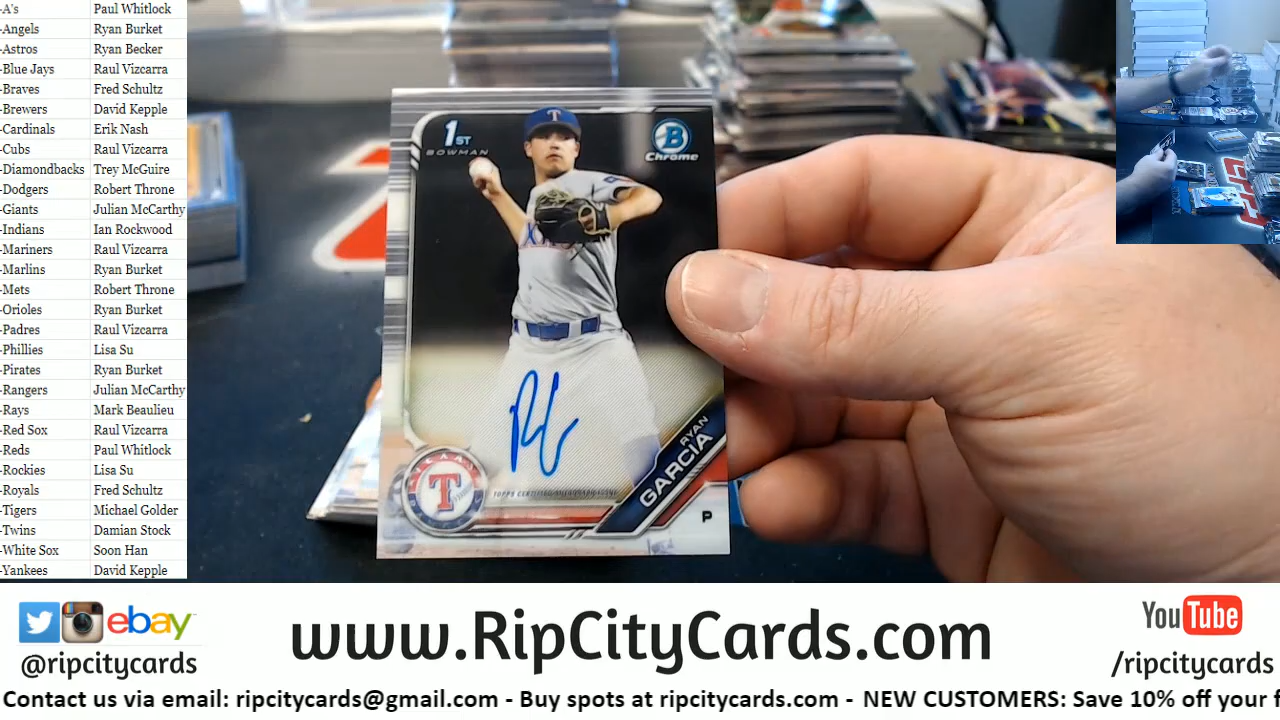 -A's Paul Whitlock
-Angels Ryan Burket
-Astros Ryan Becker
-Blue Jays Raul Vizcarra
-Braves Fred Schultz
-Brewers David Kepple
-Cardinals Erik Nash
-Cubs Raul Vizcarra
-Diamondbacks Trey McGuire
-Dodgers Robert Throne
-Giants Julian McCarthy
-Indians Ian Rockwood
-Mariners Raul Vizcarra
-Marlins Ryan Burket
-Mets Robert Throne
-Orioles Ryan Burket
-Padres Raul Vizcarra
-Phillies Lisa Su
-Pirates Ryan Burket
-Rangers Julian McCarthy
-Rays Mark Beaulieu
-Red Sox Raul Vizcarra
-Reds Paul Whitlock
-Rockies Lisa Su
-Royals Fred Schultz
-Tigers Michael Golder
-Twins Damian Stock
-White Sox Soon Han
-Yankees David Kepple
1ST
BOWMAN
B
Chrome
T
T
RYAN
GARCIA
P
ebay
@ripcitycards
www.RipCityCards.com
YouTube
/ripcitycards
Contact us via email: ripcitycards@gmail.com - Buy spots at ripcitycards.com - NEW CUSTOMERS: Save 10% off your f